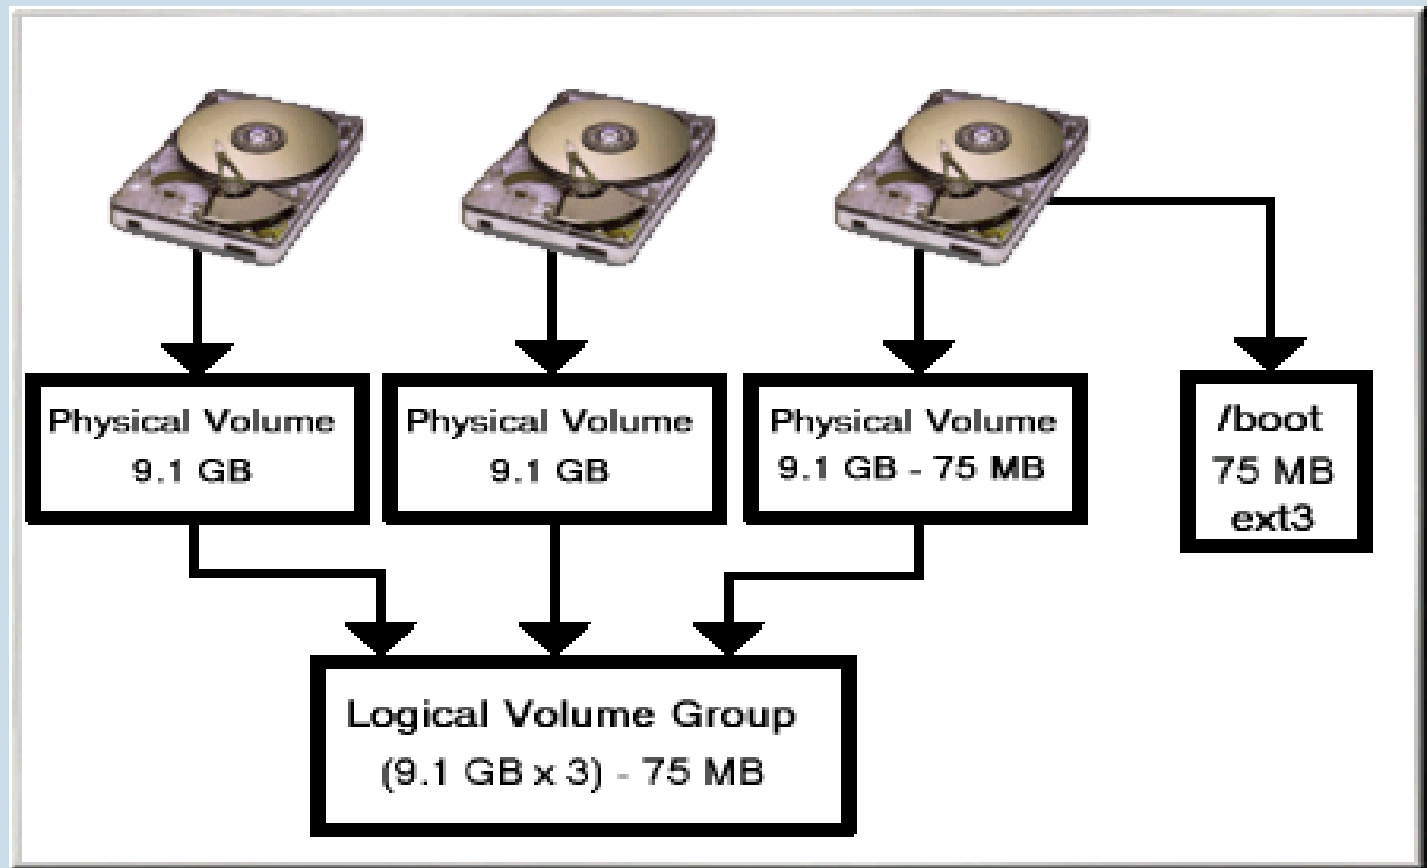 Physical Volume
9.1 GB
Physical Volume
9.1 GB
Physical Volume
9.1 GB - 75 MB
/boot
75 MB
ext3
Logical Volume Group
(9.1 GB x 3) - 75 MB